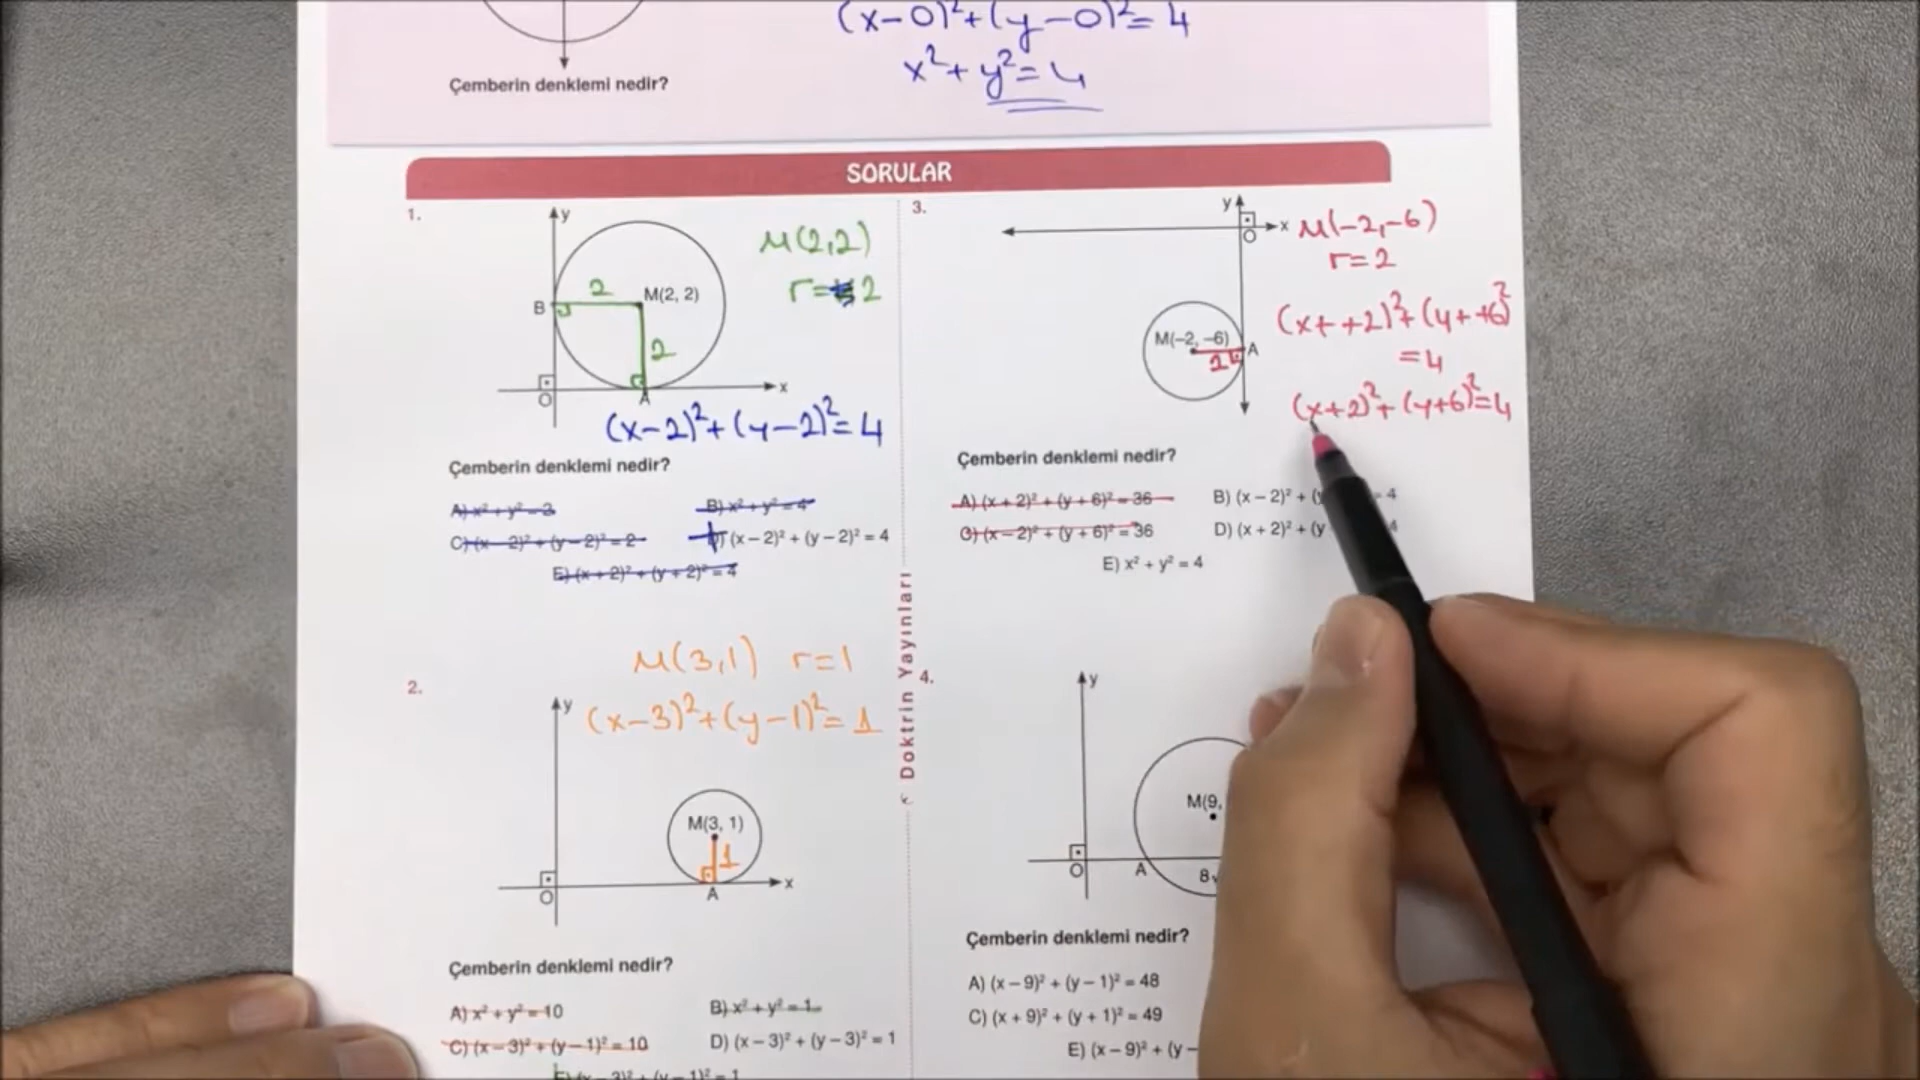 (x-0)²+(y-0)²=4
x²+y²=4
Çemberin denklemi nedir?
SORULAR
1.
y
B
2
M(2, 2)
2
O
A
x
M(2,2)
r= 2
(x-2)²+(y-2)²=4
Çemberin denklemi nedir?
A) x² + y² = 3
B) x² + y² = 4
C) (x – 2)² + (y – 2)² = 2
D) (x – 2)² + (y – 2)² = 4
E) (x + 2)² + (y + 2)² = 4
2.
M(3,1) r=1
(x-3)²+(y-1)²=1
y
M(3, 1)
1
O
A
x
Çemberin denklemi nedir?
A) x² + y² = 10
B) x² + y² = 1
C) (x – 3)² + (y – 1)² = 10
D) (x – 3)² + (y – 3)² = 1
Doktrin Yayınları
3.
y
x
O
M(–2, –6)
2
A
M(-2,-6)
r=2
(x++2)²+(y++6)²
=4
(x+2)²+(y+6)²=4
Çemberin denklemi nedir?
A) (x + 2)² + (y + 6)² = 36
B) (x – 2)² + (y = 4
C) (x – 2)² + (y + 6)² = 36
D) (x + 2)² + (y 4
E) x² + y² = 4
4.
y
M(9,
O
A
8
Çemberin denklemi nedir?
A) (x – 9)² + (y – 1)² = 48
C) (x + 9)² + (y + 1)² = 49
E) (x – 9)² + (y –